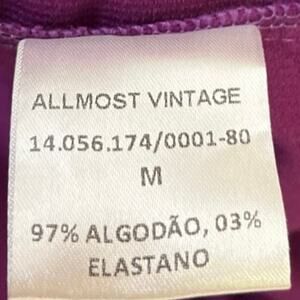 ALLMOST VINTAGE
14.056.174/0001-80
M
97% ALGODÃO, 03%
ELASTANO